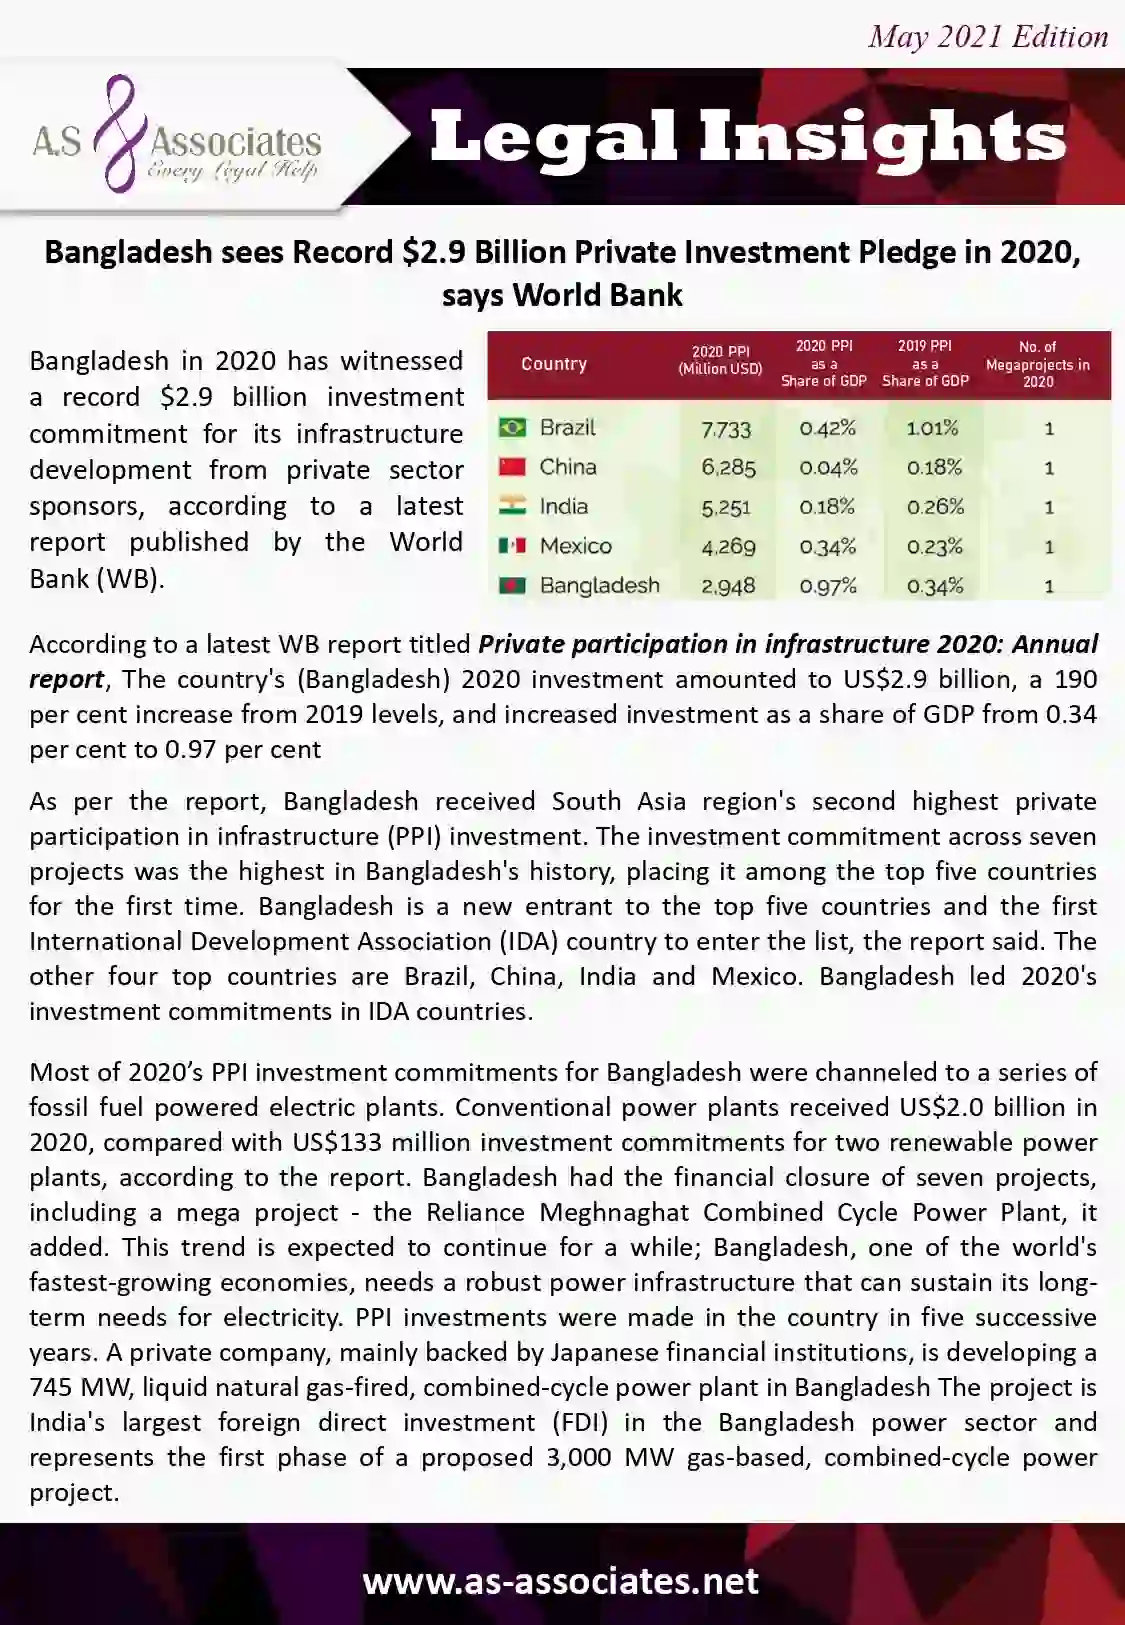 May 2021 Edition
A.S & Associates
Every Legal Help
Legal Insights
Bangladesh sees Record $2.9 Billion Private Investment Pledge in 2020,
says World Bank
Bangladesh in 2020 has witnessed
a record $2.9 billion investment
commitment for its infrastructure
development from private sector
sponsors, according to a latest
report published by the World
Bank (WB).
Country 2020 PPI (Million USD) 2020 PPI as a Share of GDP 2019 PPI as a Share of GDP No. of Megaprojects in 2020
Brazil 7,733 0.42% 1.01% 1
China 6,285 0.04% 0.18% 1
India 5,251 0.18% 0.26% 1
Mexico 4,269 0.34% 0.23% 1
Bangladesh 2,948 0.97% 0.34% 1
According to a latest WB report titled Private participation in infrastructure 2020: Annual
report, The country's (Bangladesh) 2020 investment amounted to US$2.9 billion, a 190
per cent increase from 2019 levels, and increased investment as a share of GDP from 0.34
per cent to 0.97 per cent
As per the report, Bangladesh received South Asia region's second highest private
participation in infrastructure (PPI) investment. The investment commitment across seven
projects was the highest in Bangladesh's history, placing it among the top five countries
for the first time. Bangladesh is a new entrant to the top five countries and the first
International Development Association (IDA) country to enter the list, the report said. The
other four top countries are Brazil, China, India and Mexico. Bangladesh led 2020's
investment commitments in IDA countries.
Most of 2020’s PPI investment commitments for Bangladesh were channeled to a series of
fossil fuel powered electric plants. Conventional power plants received US$2.0 billion in
2020, compared with US$133 million investment commitments for two renewable power
plants, according to the report. Bangladesh had the financial closure of seven projects,
including a mega project - the Reliance Meghnaghat Combined Cycle Power Plant, it
added. This trend is expected to continue for a while; Bangladesh, one of the world's
fastest-growing economies, needs a robust power infrastructure that can sustain its long-
term needs for electricity. PPI investments were made in the country in five successive
years. A private company, mainly backed by Japanese financial institutions, is developing a
745 MW, liquid natural gas-fired, combined-cycle power plant in Bangladesh The project is
India's largest foreign direct investment (FDI) in the Bangladesh power sector and
represents the first phase of a proposed 3,000 MW gas-based, combined-cycle power
project.
www.as-associates.net